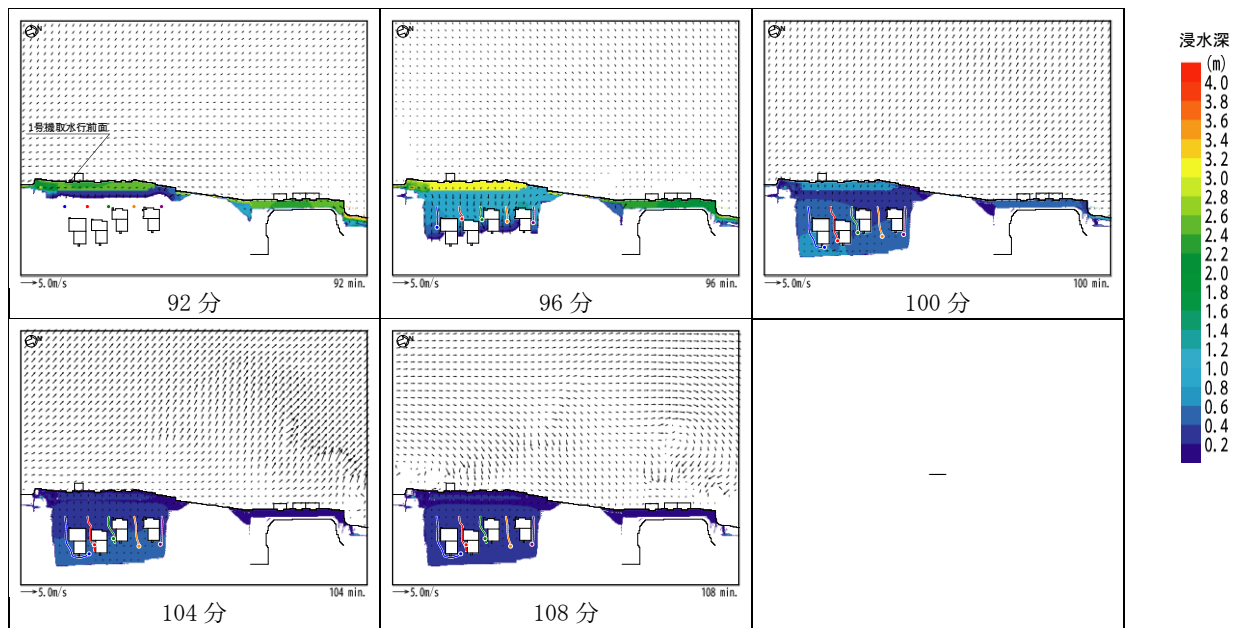 N
1号機取水行前面
5.0m/s
92 min.
92 分
N
5.0m/s
96 min.
96 分
N
5.0m/s
100 min.
100 分
浸水深
(m)
4.0
3.8
3.6
3.4
3.2
3.0
2.8
2.6
2.4
2.2
2.0
1.8
1.6
1.4
1.2
1.0
0.8
0.6
0.4
0.2
N
5.0m/s
104 min.
104 分
N
5.0m/s
108 min.
108 分
—